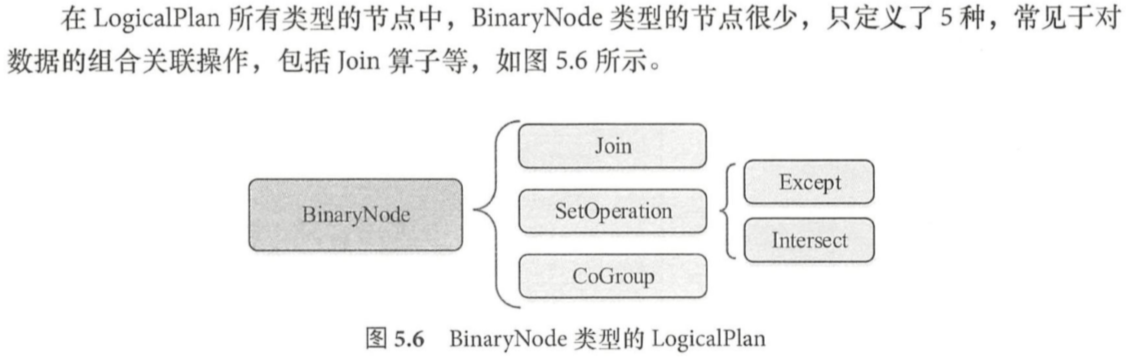 在 LogicalPlan 所有类型的节点中，BinaryNode 类型的节点很少，只定义了 5 种，常见于对
数据的组合关联操作，包括 Join 算子等，如图 5.6 所示。
Join
BinaryNode
SetOperation
CoGroup
Except
Intersect
图 5.6 BinaryNode 类型的 LogicalPlan